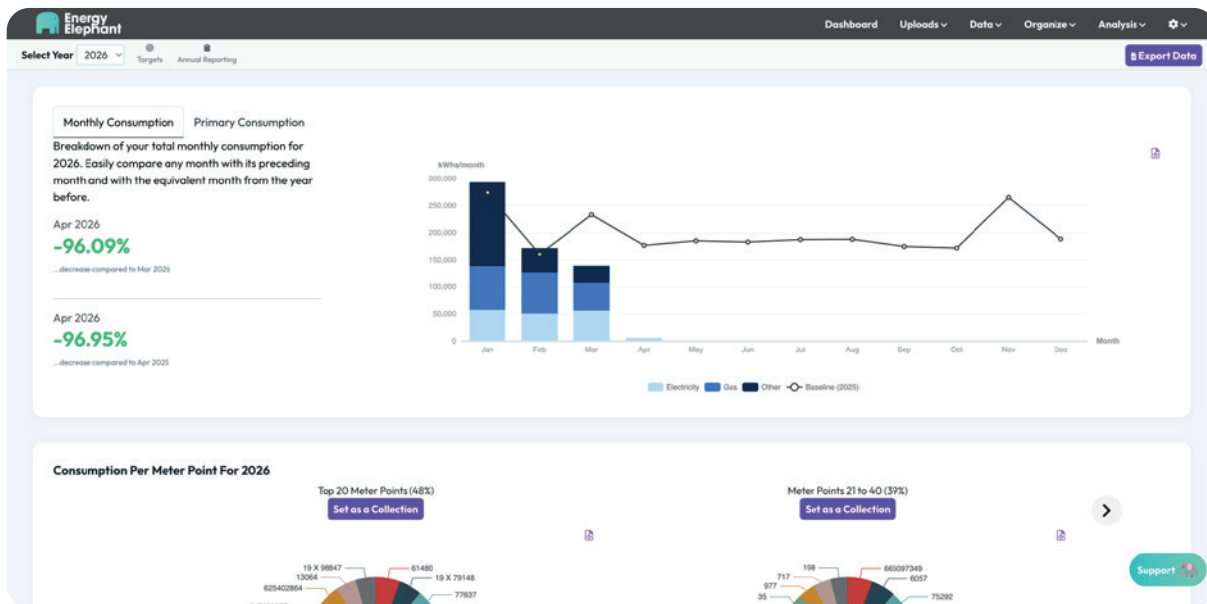 Energy
Elephant
Dashboard
Uploads
Data
Organize
Analysis
Select Year
2026
Targets
Annual Reporting
Export Data
Monthly Consumption
Primary Consumption
Breakdown of your total monthly consumption for
2026. Easily compare any month with its preceding
month and with the equivalent month from the year
before.
Apr 2026
-96.09%
...decrease compared to Mar 2026
Apr 2026
-96.95%
...decrease compared to Apr 2025
kWhs/month
300,000
250,000
200,000
150,000
100,000
50,000
0
Jan
Feb
Mar
Apr
May
Jun
Jul
Aug
Sep
Oct
Nov
Dec
Month
Electricity
Gas
Other
Baseline (2025)
Consumption Per Meter Point For 2026
Top 20 Meter Points (48%)
Set as a Collection
19 X 98847
13064
625402864
61480
19 X 79148
77637
Meter Points 21 to 40 (39%)
Set as a Collection
198
717
977
35
665097349
6057
75292
Support